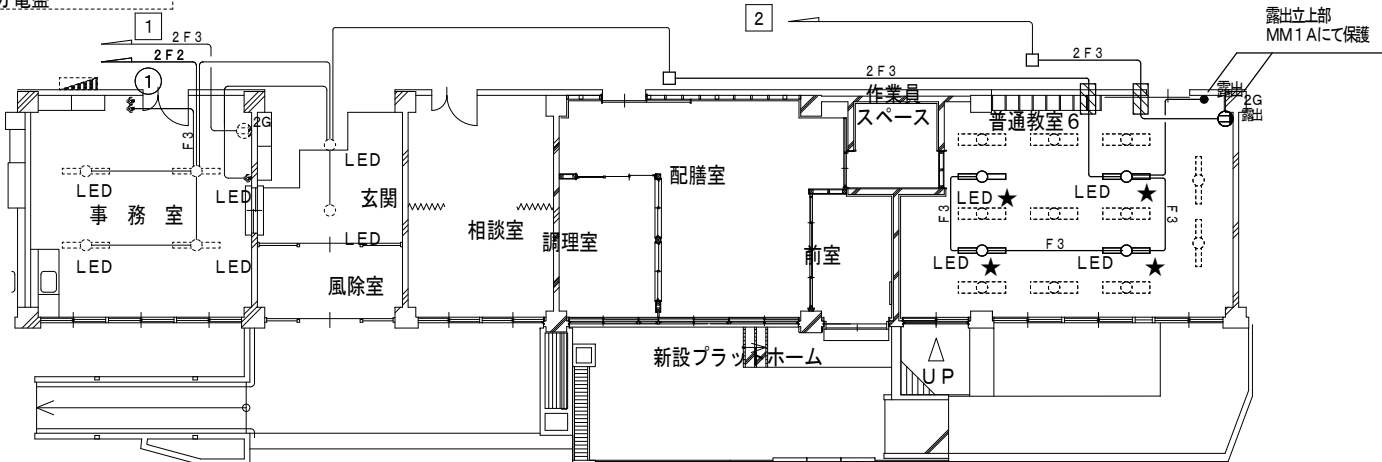 分電盤
1
2
露出立上部
MM1Aにて保護
2F3
2F2
2F3
2F3
1
露出
2G
露出
2G
作業員
スペース
普通教室6
F3
LED
LED
LED
玄関
配膳室
LED
LED ★
LED
★
F3
F3
事 務 室
相談室
LED
調理室
前室
F3
LED
LED
LED ★
LED
★
風除室
新設プラットホーム
UP